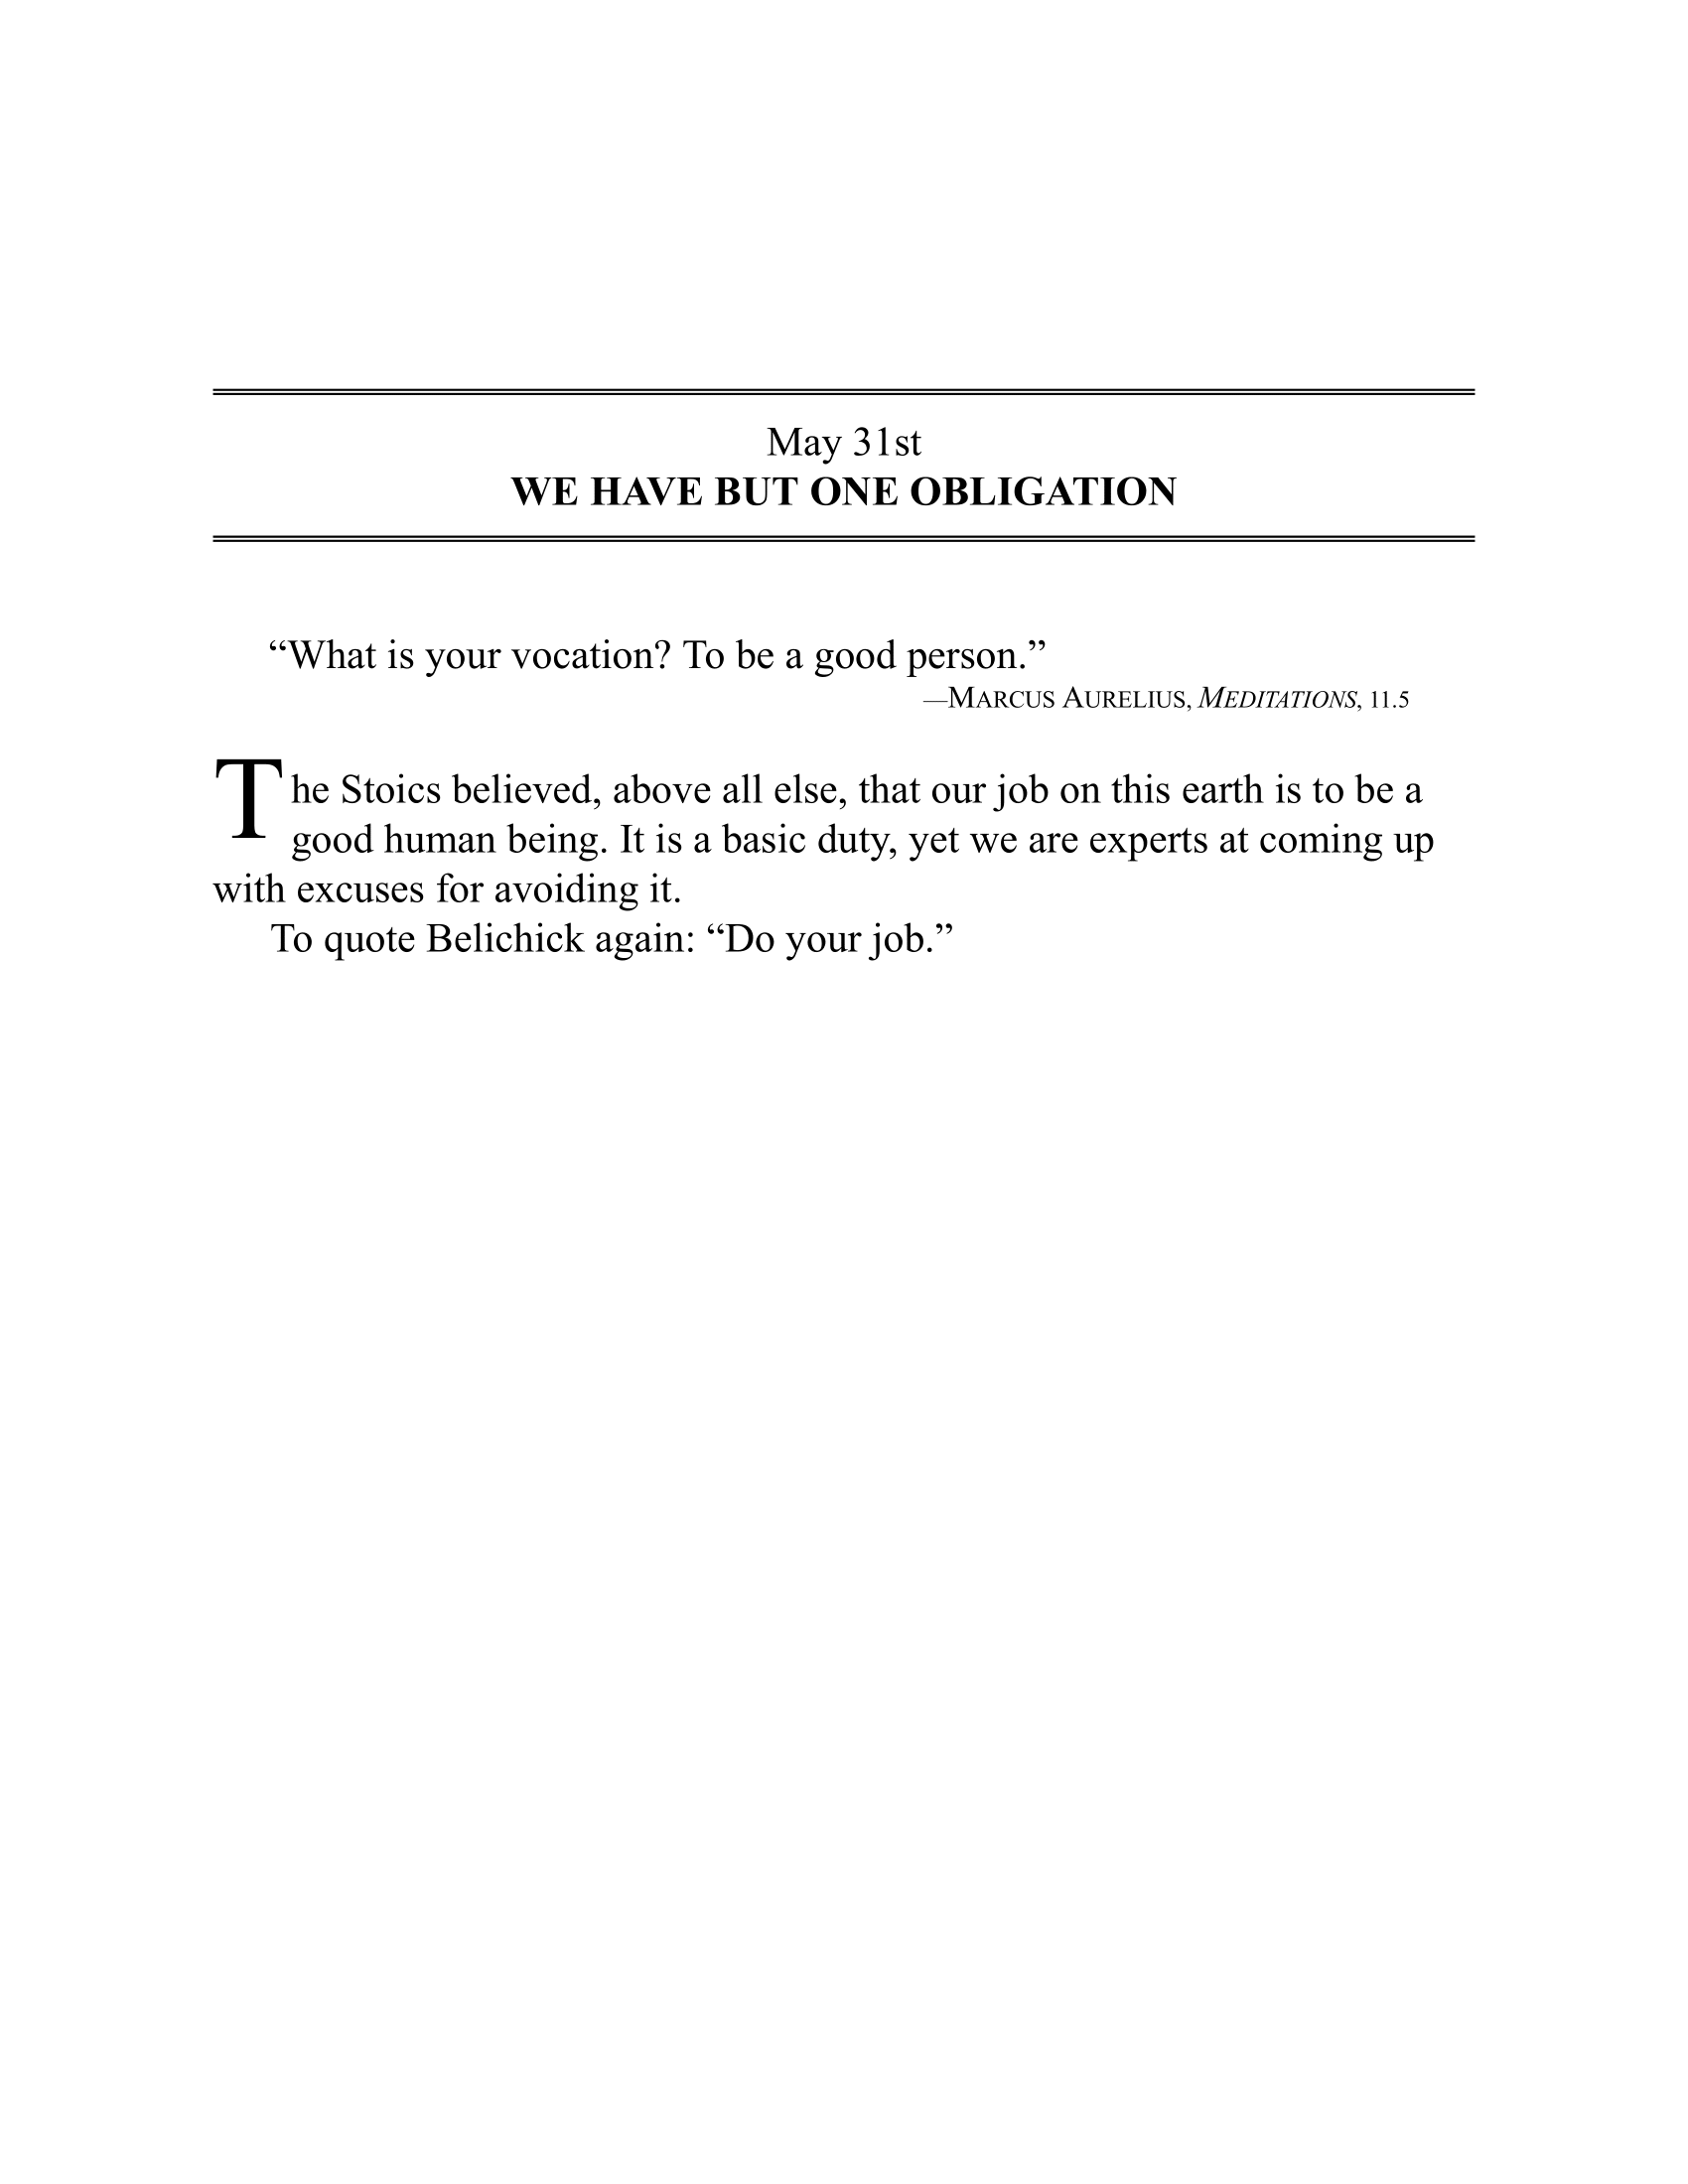 May 31st
WE HAVE BUT ONE OBLIGATION
“What is your vocation? To be a good person.”
—MARCUS AURELIUS, MEDITATIONS, 11.5
The Stoics believed, above all else, that our job on this earth is to be a
good human being. It is a basic duty, yet we are experts at coming up
with excuses for avoiding it.
To quote Belichick again: “Do your job.”